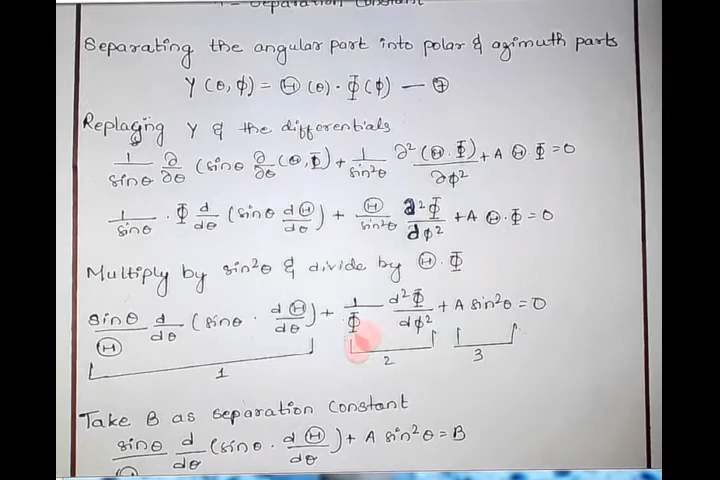 Separation Constant
Separating the angular part into polar & azimuth parts
Y (θ, ϕ) = Θ (θ) · Φ (ϕ) — ⑦
Replacing Y & the differentials
1/sinθ ∂/∂θ (sinθ ∂/∂θ (Θ, Φ) + 1/sin²θ ∂² (Θ. Φ)/∂ϕ² + A Θ. Φ = 0
1/sinθ · Φ d/dθ (sinθ dΘ/dθ) + Θ/sin²θ d²Φ/dϕ² + A Θ. Φ = 0
Multiply by sin²θ & divide by Θ. Φ
sinθ/Θ d/dθ (sinθ · dΘ/dθ) + 1/Φ d²Φ/dϕ² + A sin²θ = 0
1 2 3
Take B as separation constant
sinθ/Θ d/dθ (sinθ · dΘ/dθ) + A sin²θ = B